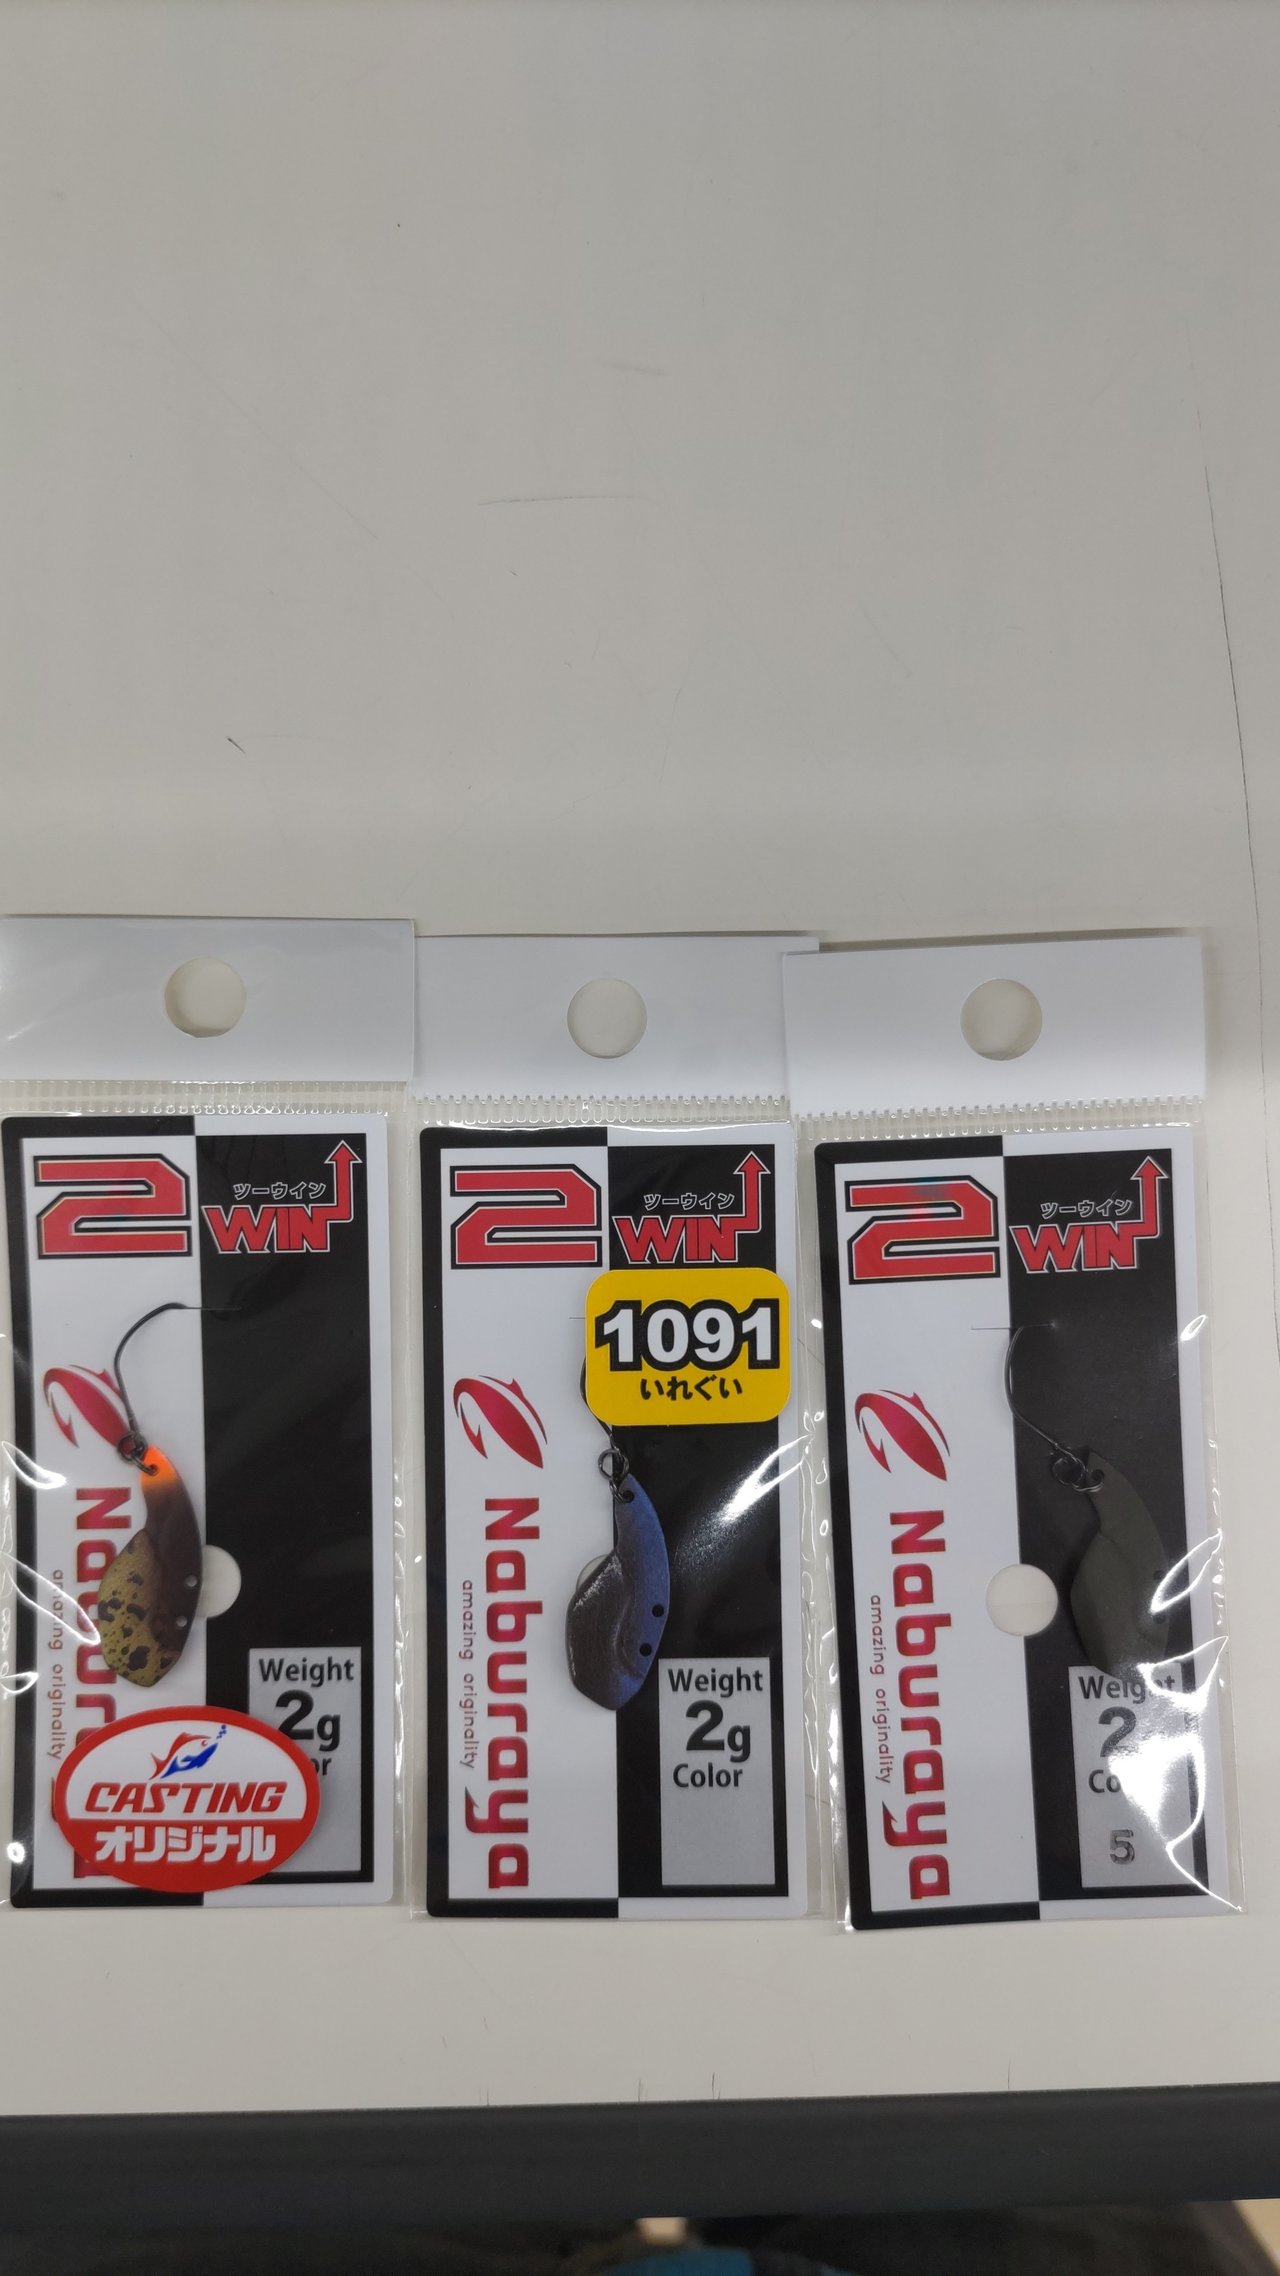 2
ツーウイン
WIN
amazing originality
Weight
2g
CASTING
オリジナル
2
ツーウイン
WIN
1091
いれぐい
Naburaya
amazing originality
Weight
2g
Color
2
ツーウイン
WIN
Naburaya
amazing originality
Weight
2
5